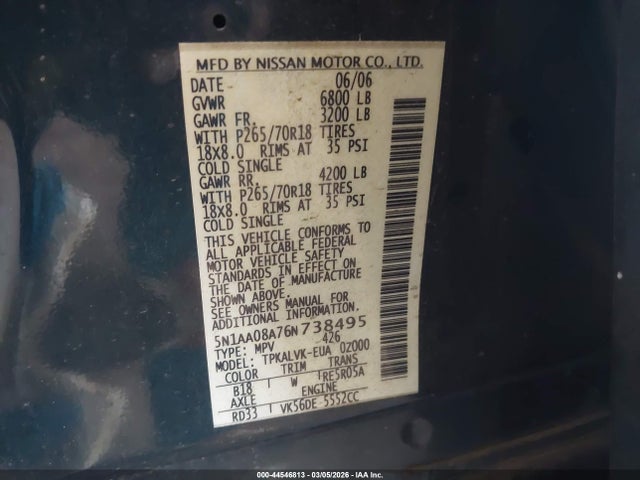 MFD BY NISSAN MOTOR CO., LTD.
DATE 06/06
GVWR 6800 LB
GAWR FR. 3200 LB
WITH P265/70R18 TIRES
18X8.0 RIMS AT 35 PSI
COLD SINGLE
GAWR RR. 4200 LB
WITH P265/70R18 TIRES
18X8.0 RIMS AT 35 PSI
COLD SINGLE
THIS VEHICLE CONFORMS TO
ALL APPLICABLE FEDERAL
MOTOR VEHICLE SAFETY
STANDARDS IN EFFECT ON
THE DATE OF MANUFACTURE
SHOWN ABOVE.
SEE OWNERS MANUAL FOR
ADDITIONAL INFORMATION.
5N1AA08A76N738495
TYPE: MPV 426
MODEL: TPKALVK-EUA 0Z000
COLOR TRIM TRANS
B18 W RE5R05A
AXLE ENGINE
RD33 VK56DE 5552CC
000-44546813 - 03/05/2026 - IAA Inc.